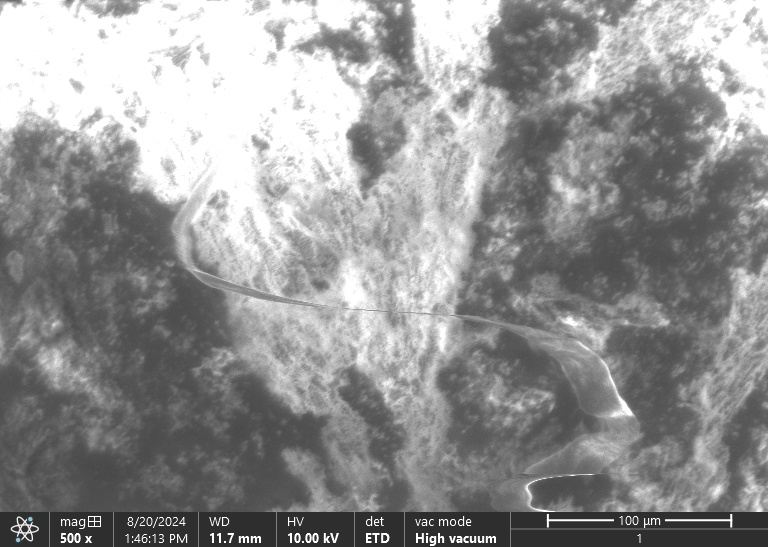 mag 8/20/2024 WD HV det vac mode 100 µm
500 x 1:46:13 PM 11.7 mm 10.00 kV ETD High vacuum 1